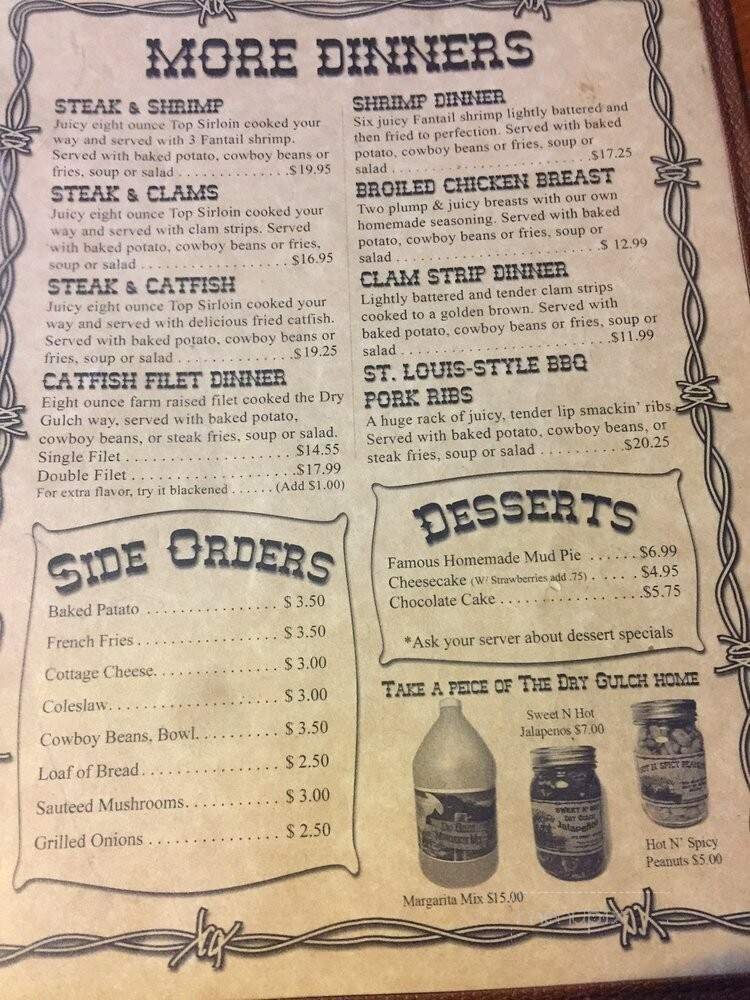 MORE DINNERS
STEAK & SHRIMP
Juicy eight ounce Top Sirloin cooked your
way and served with 3 Fantail shrimp.
Served with baked potato, cowboy beans or
fries, soup or salad . . . . . . . . . . . . . .$19.95
STEAK & CLAMS
Juicy eight ounce Top Sirloin cooked your
way and served with clam strips. Served
with baked potato, cowboy beans or fries,
soup or salad . . . . . . . . . . . . . . . . . . $16.95
STEAK & CATFISH
Juicy eight ounce Top Sirloin cooked your
way and served with delicious fried catfish.
Served with baked potato, cowboy beans or
fries, soup or salad . . . . . . . . . . . . . .$19.25
CATFISH FILET DINNER
Eight ounce farm raised filet cooked the Dry
Gulch way, served with baked potato,
cowboy beans, or steak fries, soup or salad.
Single Filet . . . . . . . . . . . . . . . . . . . . $14.55
Double Filet . . . . . . . . . . . . . . . . . . . .$17.99
For extra flavor, try it blackened . . . . . . (Add $1.00)
SHRIMP DINNER
Six juicy Fantail shrimp lightly battered and
then fried to perfection. Served with baked
potato, cowboy beans or fries, soup or
salad . . . . . . . . . . . . . . . . . . . . . . . .$17.25
BROILED CHICKEN BREAST
Two plump & juicy breasts with our own
homemade seasoning. Served with baked
potato, cowboy beans or fries, soup or
salad . . . . . . . . . . . . . . . . . . . . . . . .$ 12.99
CLAM STRIP DINNER
Lightly battered and tender clam strips
cooked to a golden brown. Served with
baked potato, cowboy beans or fries, soup or
salad . . . . . . . . . . . . . . . . . . . . . . . . .$11.99
ST. LOUIS-STYLE BBQ
PORK RIBS
A huge rack of juicy, tender lip smackin' ribs.
Served with baked potato, cowboy beans, or
steak fries, soup or salad . . . . . . . . . .$20.25
SIDE ORDERS
Baked Patato . . . . . . . . . . . . . . . . $ 3.50
French Fries . . . . . . . . . . . . . . . . . $ 3.50
Cottage Cheese. . . . . . . . . . . . . . . $ 3.00
Coleslaw. . . . . . . . . . . . . . . . . . . . $ 3.00
Cowboy Beans, Bowl. . . . . . . . . . $ 3.50
Loaf of Bread . . . . . . . . . . . . . . . . $ 2.50
Sauteed Mushrooms. . . . . . . . . . . $ 3.00
Grilled Onions . . . . . . . . . . . . . . . $ 2.50
DESSERTS
Famous Homemade Mud Pie . . . . . . $6.99
Cheesecake (W/ Strawberries add .75) . . . . . $4.95
Chocolate Cake . . . . . . . . . . . . . . . . . .$5.75
*Ask your server about dessert specials
TAKE A PEICE OF THE DRY GULCH HOME
Sweet N Hot
Jalapenos $7.00
Margarita Mix $15.00
Hot N' Spicy
Peanuts $5.00